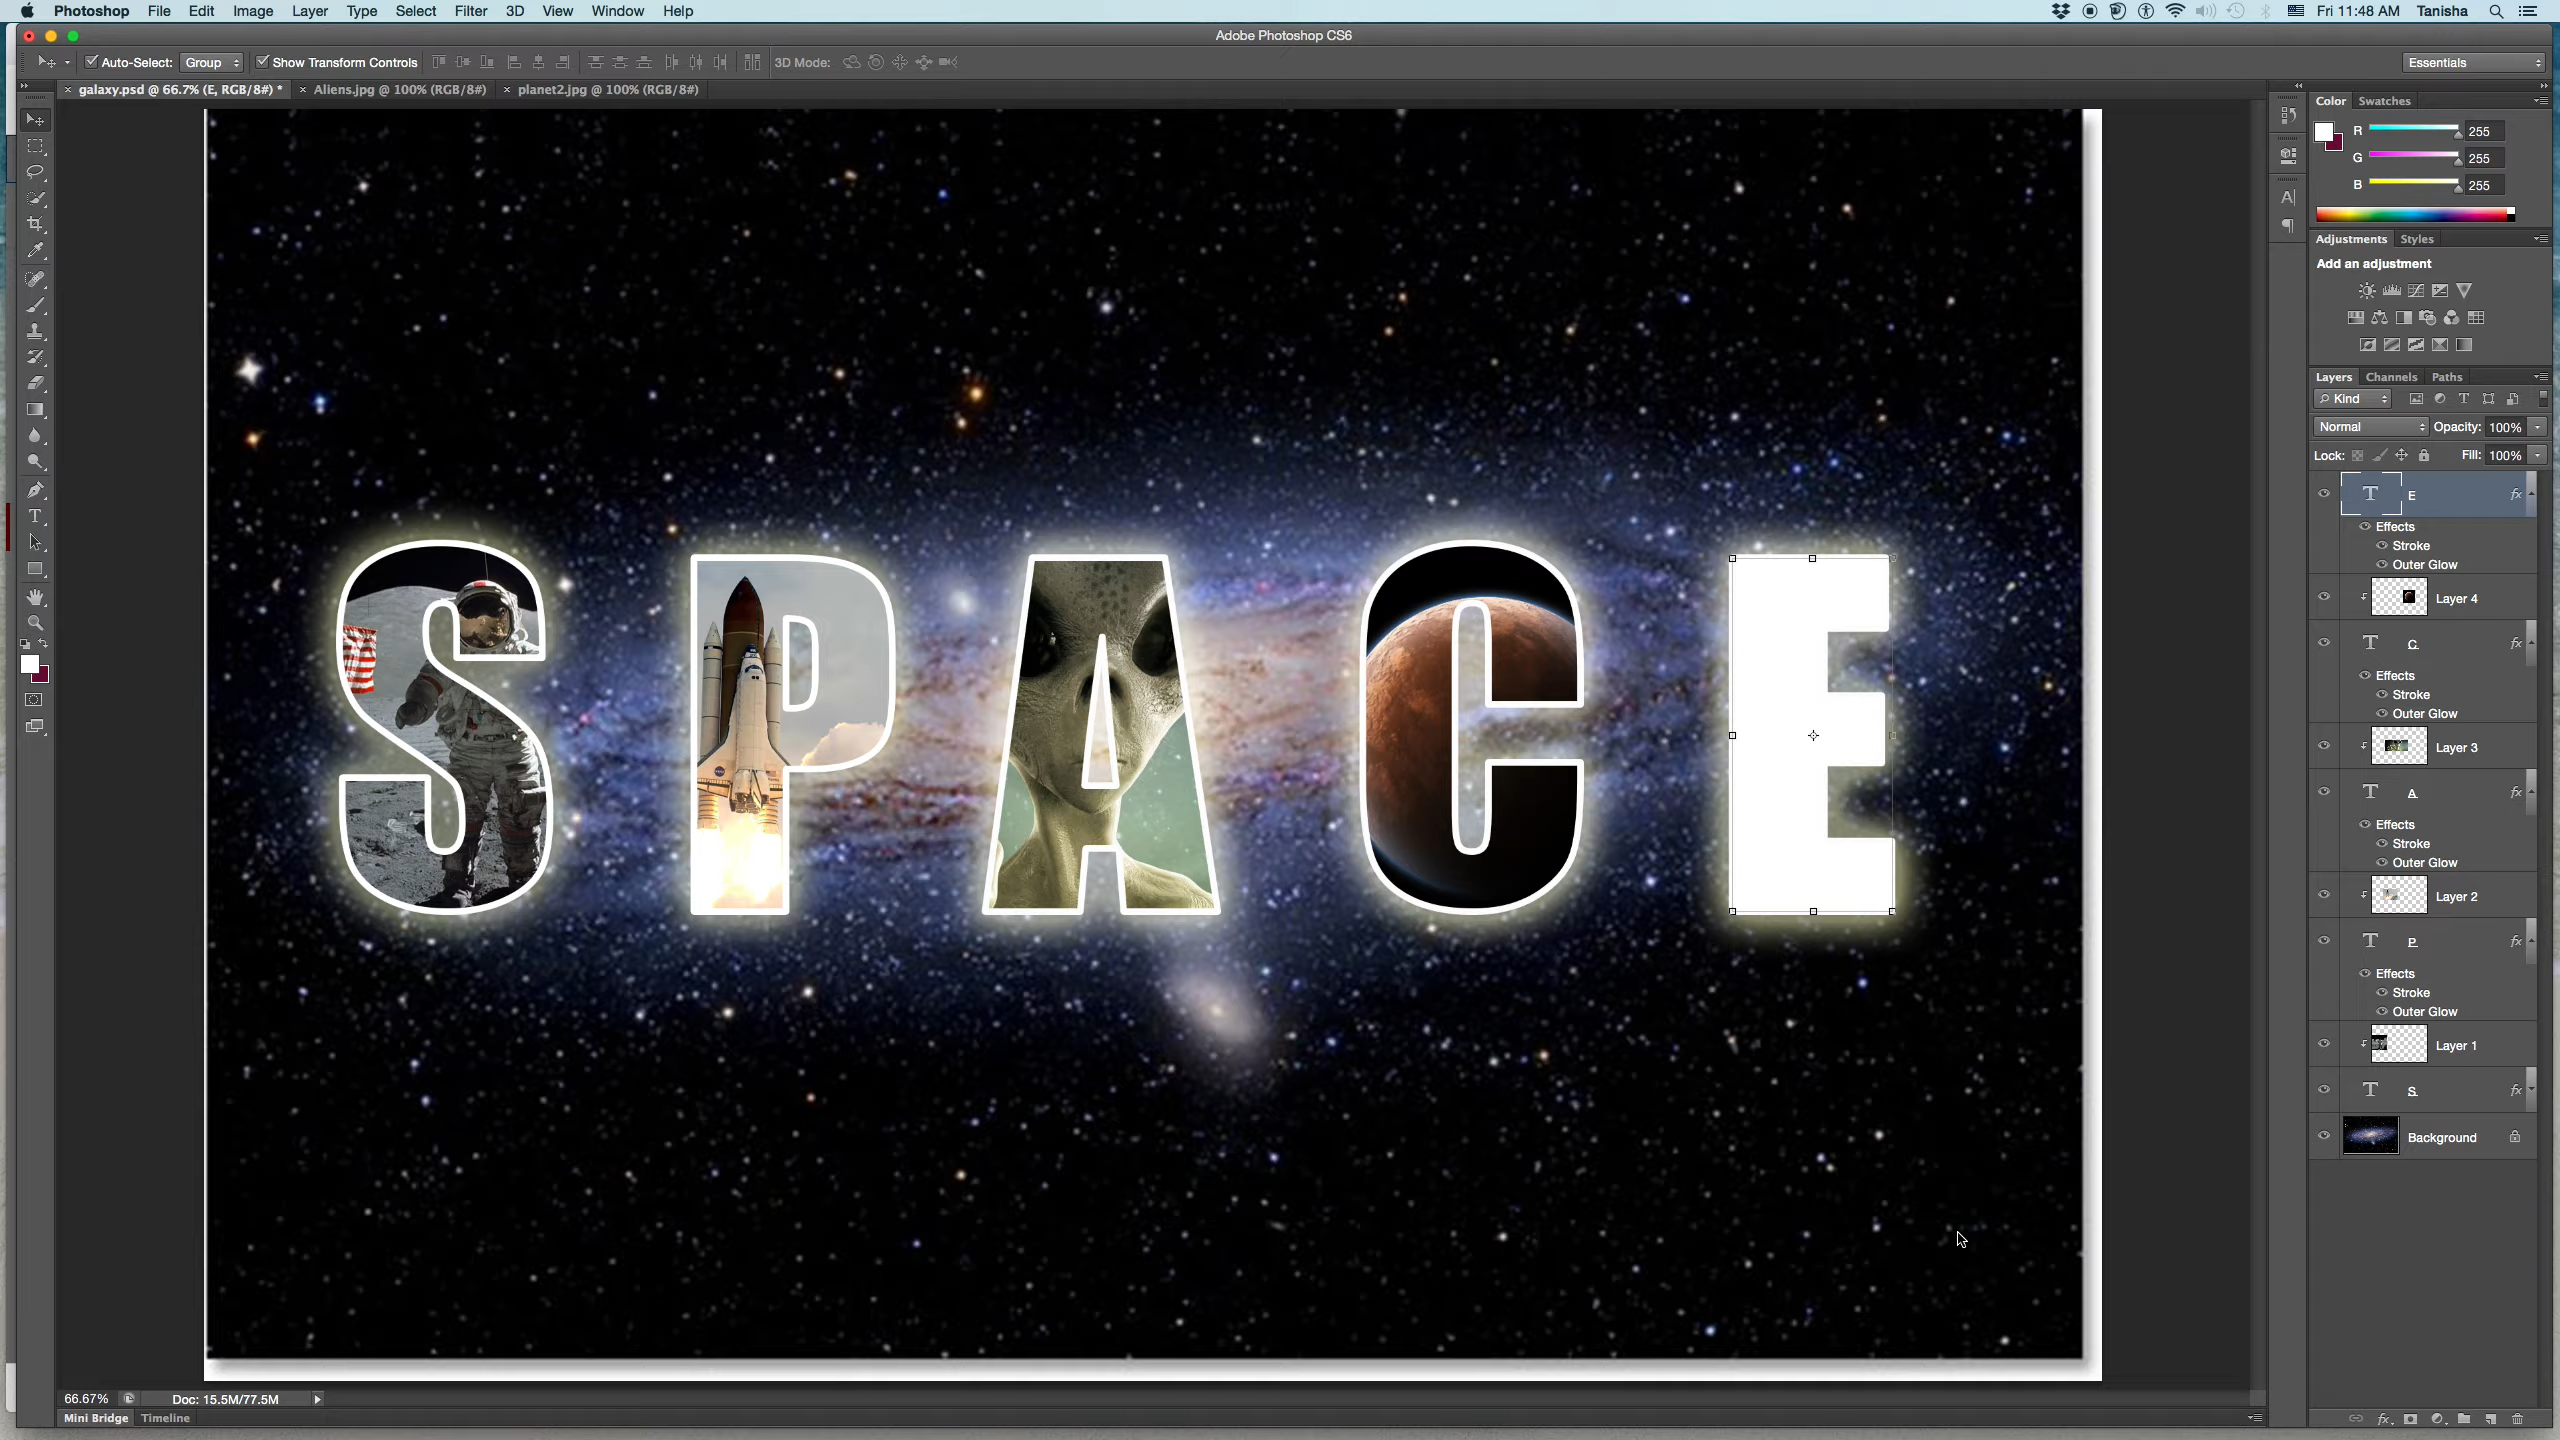 Photoshop File Edit Image Layer Type Select Filter 3D View Window Help Fri 11:48 AM Tanisha
Adobe Photoshop CS6
Auto-Select: Group Show Transform Controls 3D Mode: Essentials
galaxy.psd @ 66.7% (E, RGB/8#) * Aliens.jpg @ 100% (RGB/8#) planet2.jpg @ 100% (RGB/8#)
Color Swatches
R 255
G 255
B 255
Adjustments Styles
Add an adjustment
Layers Channels Paths
Kind
Normal Opacity: 100%
Lock: Fill: 100%
T E fx
Effects
Stroke
Outer Glow
Layer 4
T C fx
Effects
Stroke
Outer Glow
Layer 3
T A fx
Effects
Stroke
Outer Glow
Layer 2
T P fx
Effects
Stroke
Outer Glow
Layer 1
T S fx
Background
SPACE
66.67% Doc: 15.5M/77.5M
Mini Bridge Timeline